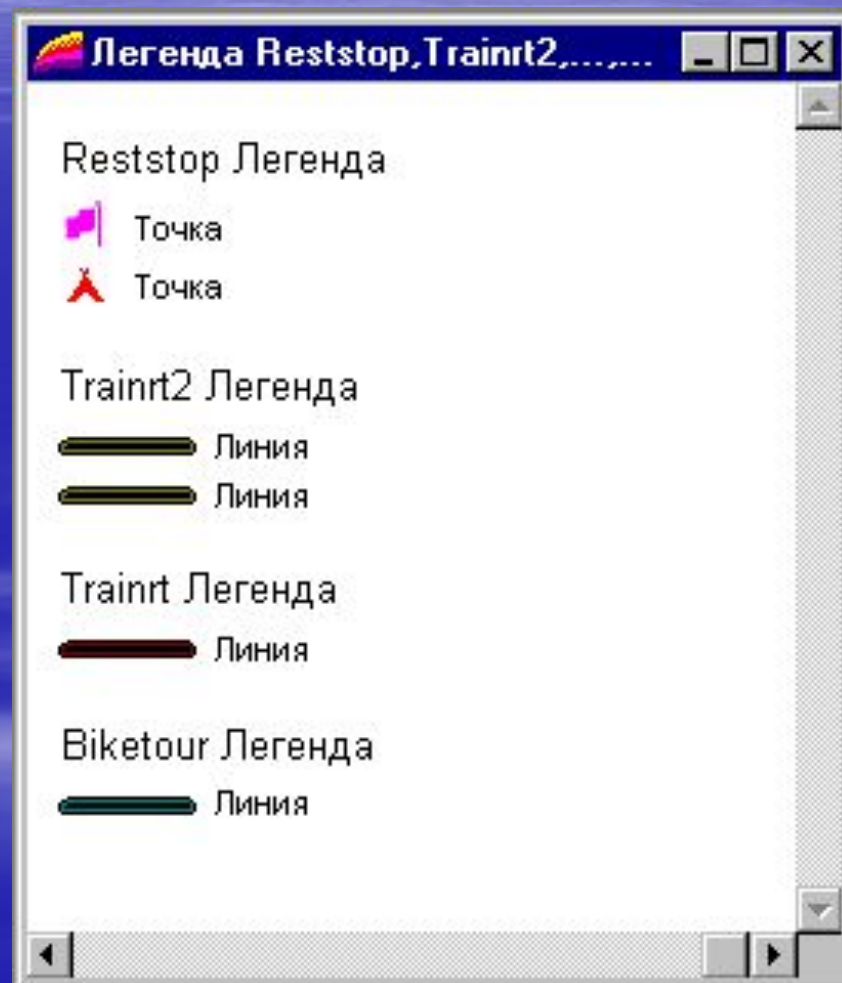 Легенда Reststop,Trainrt2,...,...
Reststop Легенда
Точка
Точка
Trainrt2 Легенда
Линия
Линия
Trainrt Легенда
Линия
Biketour Легенда
Линия